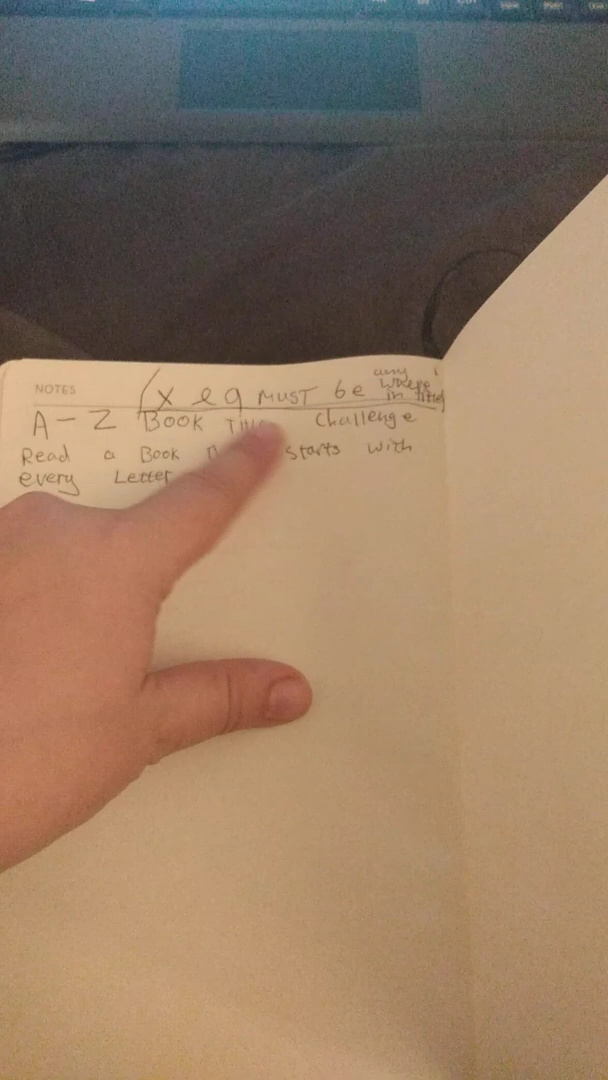 NOTES
(x e q MUST be any where in title)
A - Z Book Challenge
Read a Book starts with
every Letter